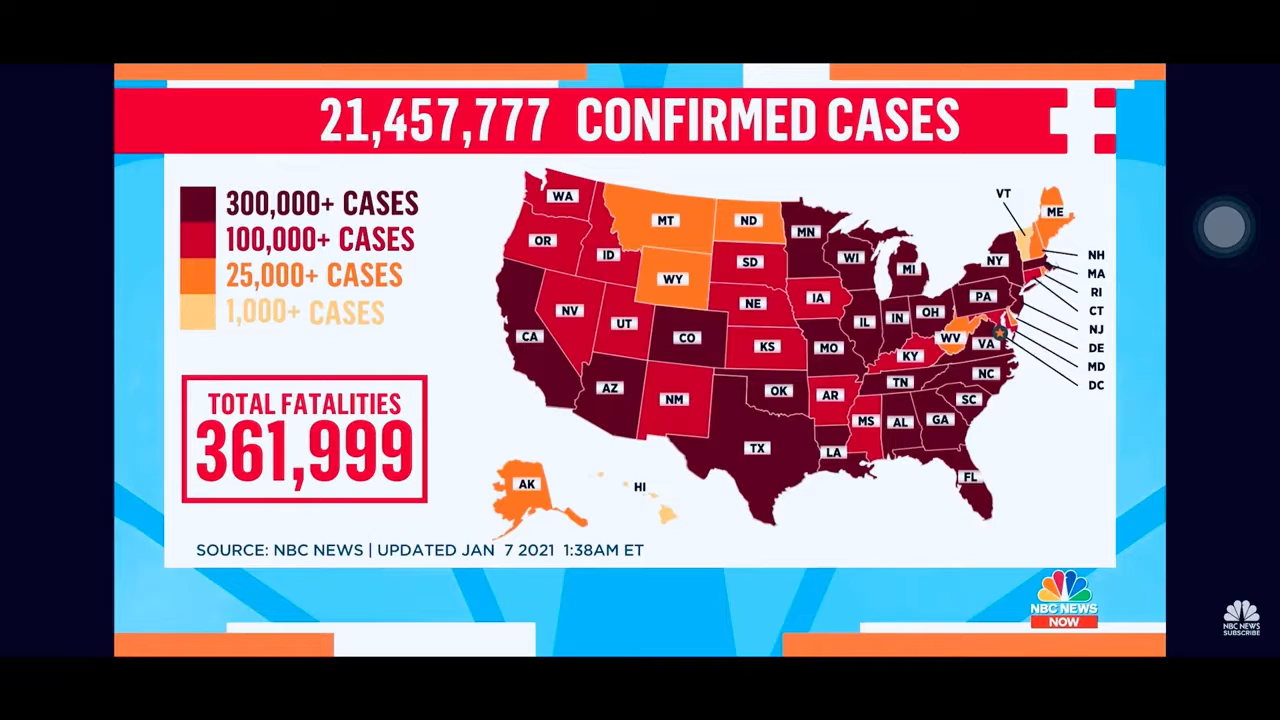 21,457,777 CONFIRMED CASES
300,000+ CASES
100,000+ CASES
25,000+ CASES
1,000+ CASES
TOTAL FATALITIES
361,999
WA
OR
ID
MT
ND
MN
SD
WY
WI
MI
NY
VT
ME
NH
MA
RI
CT
NJ
DE
MD
DC
NV
UT
CO
NE
IA
IL
IN
OH
PA
WV
VA
CA
KS
MO
KY
NC
AZ
NM
OK
AR
TN
SC
MS
AL
GA
TX
LA
FL
AK
HI
SOURCE: NBC NEWS | UPDATED JAN 7 2021 1:38AM ET
NBC NEWS
NOW
NBC NEWS
SUBSCRIBE